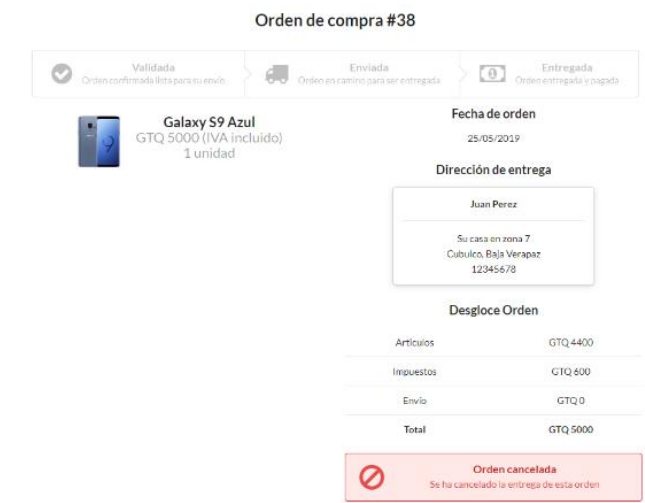 Orden de compra #38
Validada
Orden confirmada lista para su envío
Enviada
Orden en camino para ser entregada
Entregada
Orden entregada y pagada
Galaxy S9 Azul
GTQ 5000 (IVA incluido)
1 unidad
Fecha de orden
25/05/2019
Dirección de entrega
Juan Perez
Su casa en zona 7
Cubulco, Baja Verapaz
12345678
Desgloce Orden
Articulos GTQ 4400
Impuestos GTQ 600
Envío GTQ 0
Total GTQ 5000
Orden cancelada
Se ha cancelado la entrega de esta orden